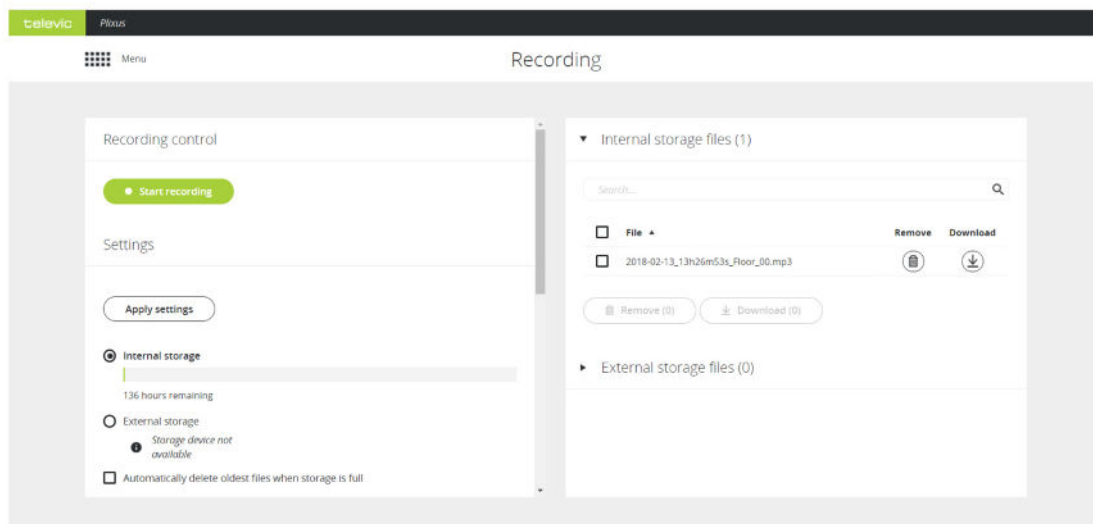 televic Plixus
Menu
Recording
Recording control
Start recording
Settings
Apply settings
Internal storage
136 hours remaining
External storage
Storage device not
available
Automatically delete oldest files when storage is full
Internal storage files (1)
Search...
File Remove Download
2018-02-13_13h26m53s_Floor_00.mp3
Remove (0) Download (0)
External storage files (0)